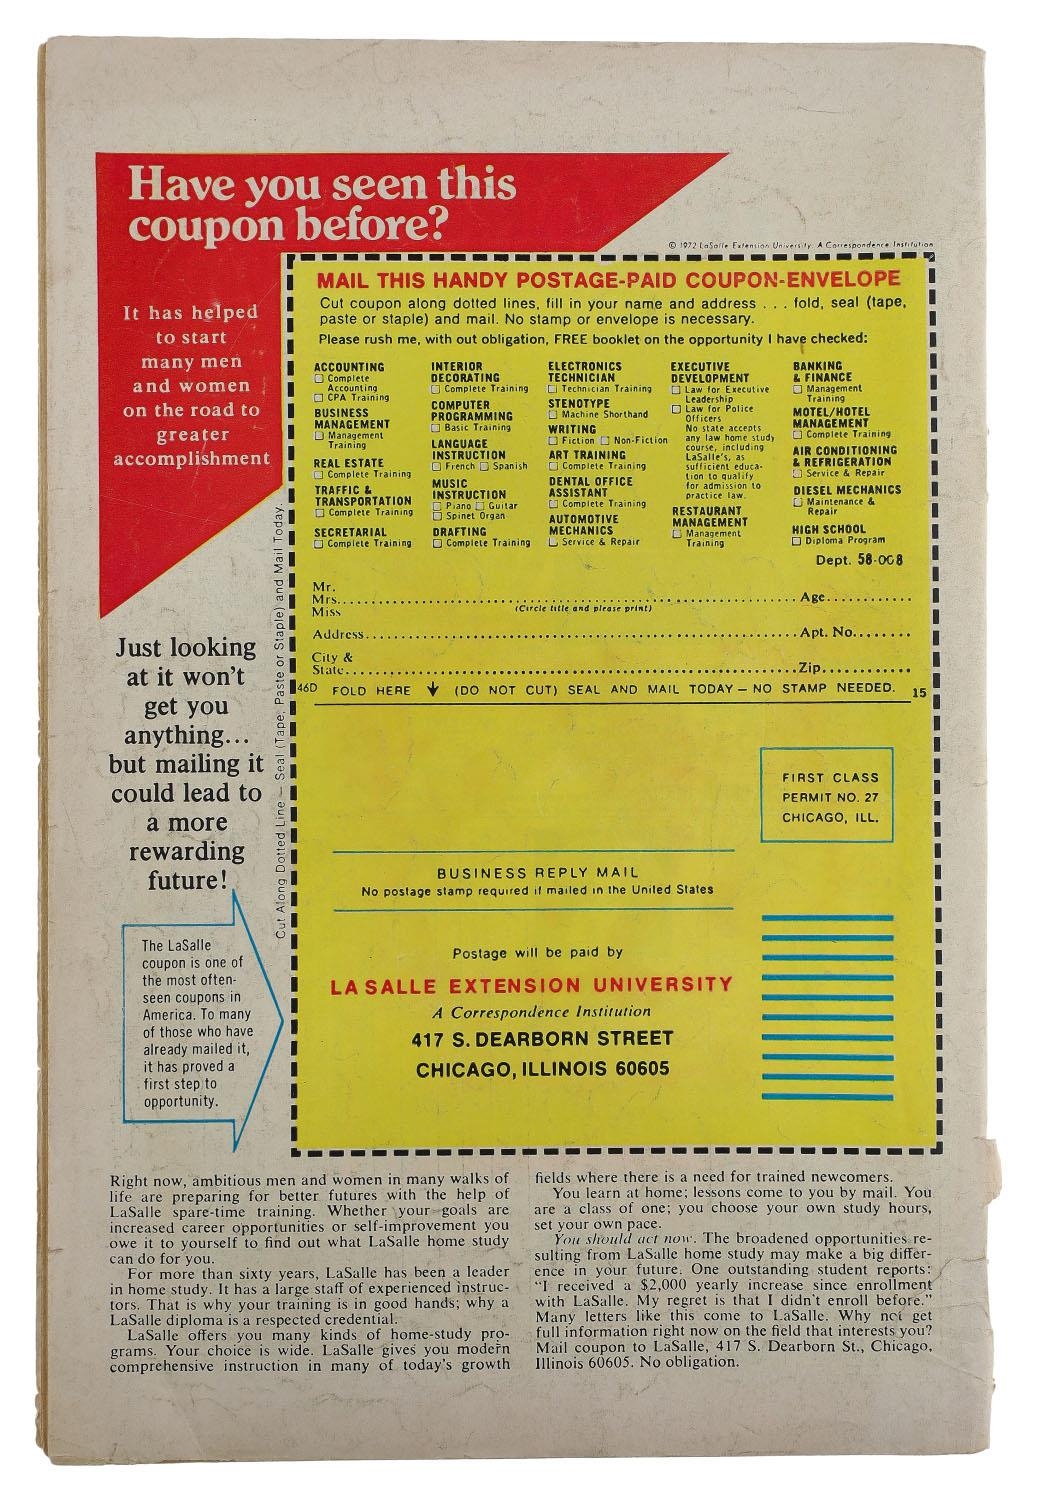 Have you seen this
coupon before?
It has helped
to start
many men
and women
on the road to
greater
accomplishment
Just looking
at it won't
get you
anything...
but mailing it
could lead to
a more
rewarding
future!
The LaSalle
coupon is one of
the most often-
seen coupons in
America. To many
of those who have
already mailed it,
it has proved a
first step to
opportunity.
Cut Along Dotted Line – Seal (Tape, Paste or Staple) and Mail Today.
© 1972 LaSalle Extension University. A Correspondence Institution
MAIL THIS HANDY POSTAGE-PAID COUPON-ENVELOPE
Cut coupon along dotted lines, fill in your name and address . . . fold, seal (tape,
paste or staple) and mail. No stamp or envelope is necessary.
Please rush me, with out obligation, FREE booklet on the opportunity I have checked:
ACCOUNTING
☐ Complete
Accounting
☐ CPA Training
BUSINESS
MANAGEMENT
☐ Management
Training
REAL ESTATE
☐ Complete Training
TRAFFIC &
TRANSPORTATION
☐ Complete Training
SECRETARIAL
☐ Complete Training
INTERIOR
DECORATING
☐ Complete Training
COMPUTER
PROGRAMMING
☐ Basic Training
LANGUAGE
INSTRUCTION
☐ French ☐ Spanish
MUSIC
INSTRUCTION
☐ Piano ☐ Guitar
☐ Spinet Organ
DRAFTING
☐ Complete Training
ELECTRONICS
TECHNICIAN
☐ Technician Training
STENOTYPE
☐ Machine Shorthand
WRITING
☐ Fiction ☐ Non-Fiction
ART TRAINING
☐ Complete Training
DENTAL OFFICE
ASSISTANT
☐ Complete Training
AUTOMOTIVE
MECHANICS
☐ Service & Repair
EXECUTIVE
DEVELOPMENT
☐ Law for Executive
Leadership
☐ Law for Police
Officers
No state accepts
any law home study
course, including
LaSalle's, as
sufficient educa-
tion to qualify
for admission to
practice law.
RESTAURANT
MANAGEMENT
☐ Management
Training
BANKING
& FINANCE
☐ Management
Training
MOTEL/HOTEL
MANAGEMENT
☐ Complete Training
AIR CONDITIONING
& REFRIGERATION
☐ Service & Repair
DIESEL MECHANICS
☐ Maintenance &
Repair
HIGH SCHOOL
☐ Diploma Program
Dept. 58-008
Mr.
Mrs. Age
Miss (Circle title and please print)
Address Apt. No.
City &
State Zip
46D FOLD HERE ↓ (DO NOT CUT) SEAL AND MAIL TODAY – NO STAMP NEEDED. 15
FIRST CLASS
PERMIT NO. 27
CHICAGO, ILL.
BUSINESS REPLY MAIL
No postage stamp required if mailed in the United States
Postage will be paid by
LA SALLE EXTENSION UNIVERSITY
A Correspondence Institution
417 S. DEARBORN STREET
CHICAGO, ILLINOIS 60605
Right now, ambitious men and women in many walks of
life are preparing for better futures with the help of
LaSalle spare-time training. Whether your goals are
increased career opportunities or self-improvement you
owe it to yourself to find out what LaSalle home study
can do for you.
For more than sixty years, LaSalle has been a leader
in home study. It has a large staff of experienced instruc-
tors. That is why your training is in good hands; why a
LaSalle diploma is a respected credential.
LaSalle offers you many kinds of home-study pro-
grams. Your choice is wide. LaSalle gives you modern
comprehensive instruction in many of today's growth
fields where there is a need for trained newcomers.
You learn at home; lessons come to you by mail. You
are a class of one; you choose your own study hours,
set your own pace.
You should act now. The broadened opportunities re-
sulting from LaSalle home study may make a big differ-
ence in your future. One outstanding student reports:
"I received a $2,000 yearly increase since enrollment
with LaSalle. My regret is that I didn't enroll before."
Many letters like this come to LaSalle. Why not get
full information right now on the field that interests you?
Mail coupon to LaSalle, 417 S. Dearborn St., Chicago,
Illinois 60605. No obligation.